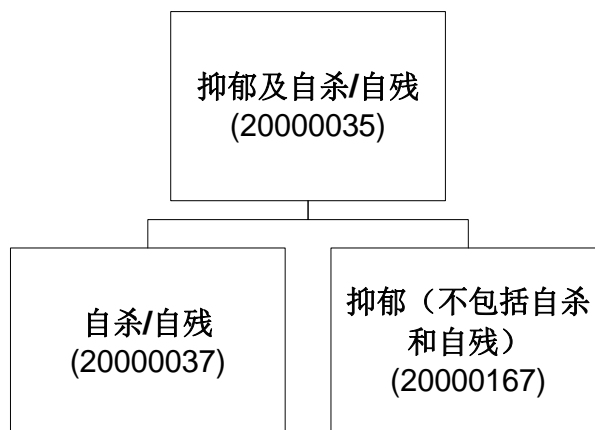 抑郁及自杀/自残
(20000035)
自杀/自残
(20000037)
抑郁（不包括自杀
和自残）
(20000167)